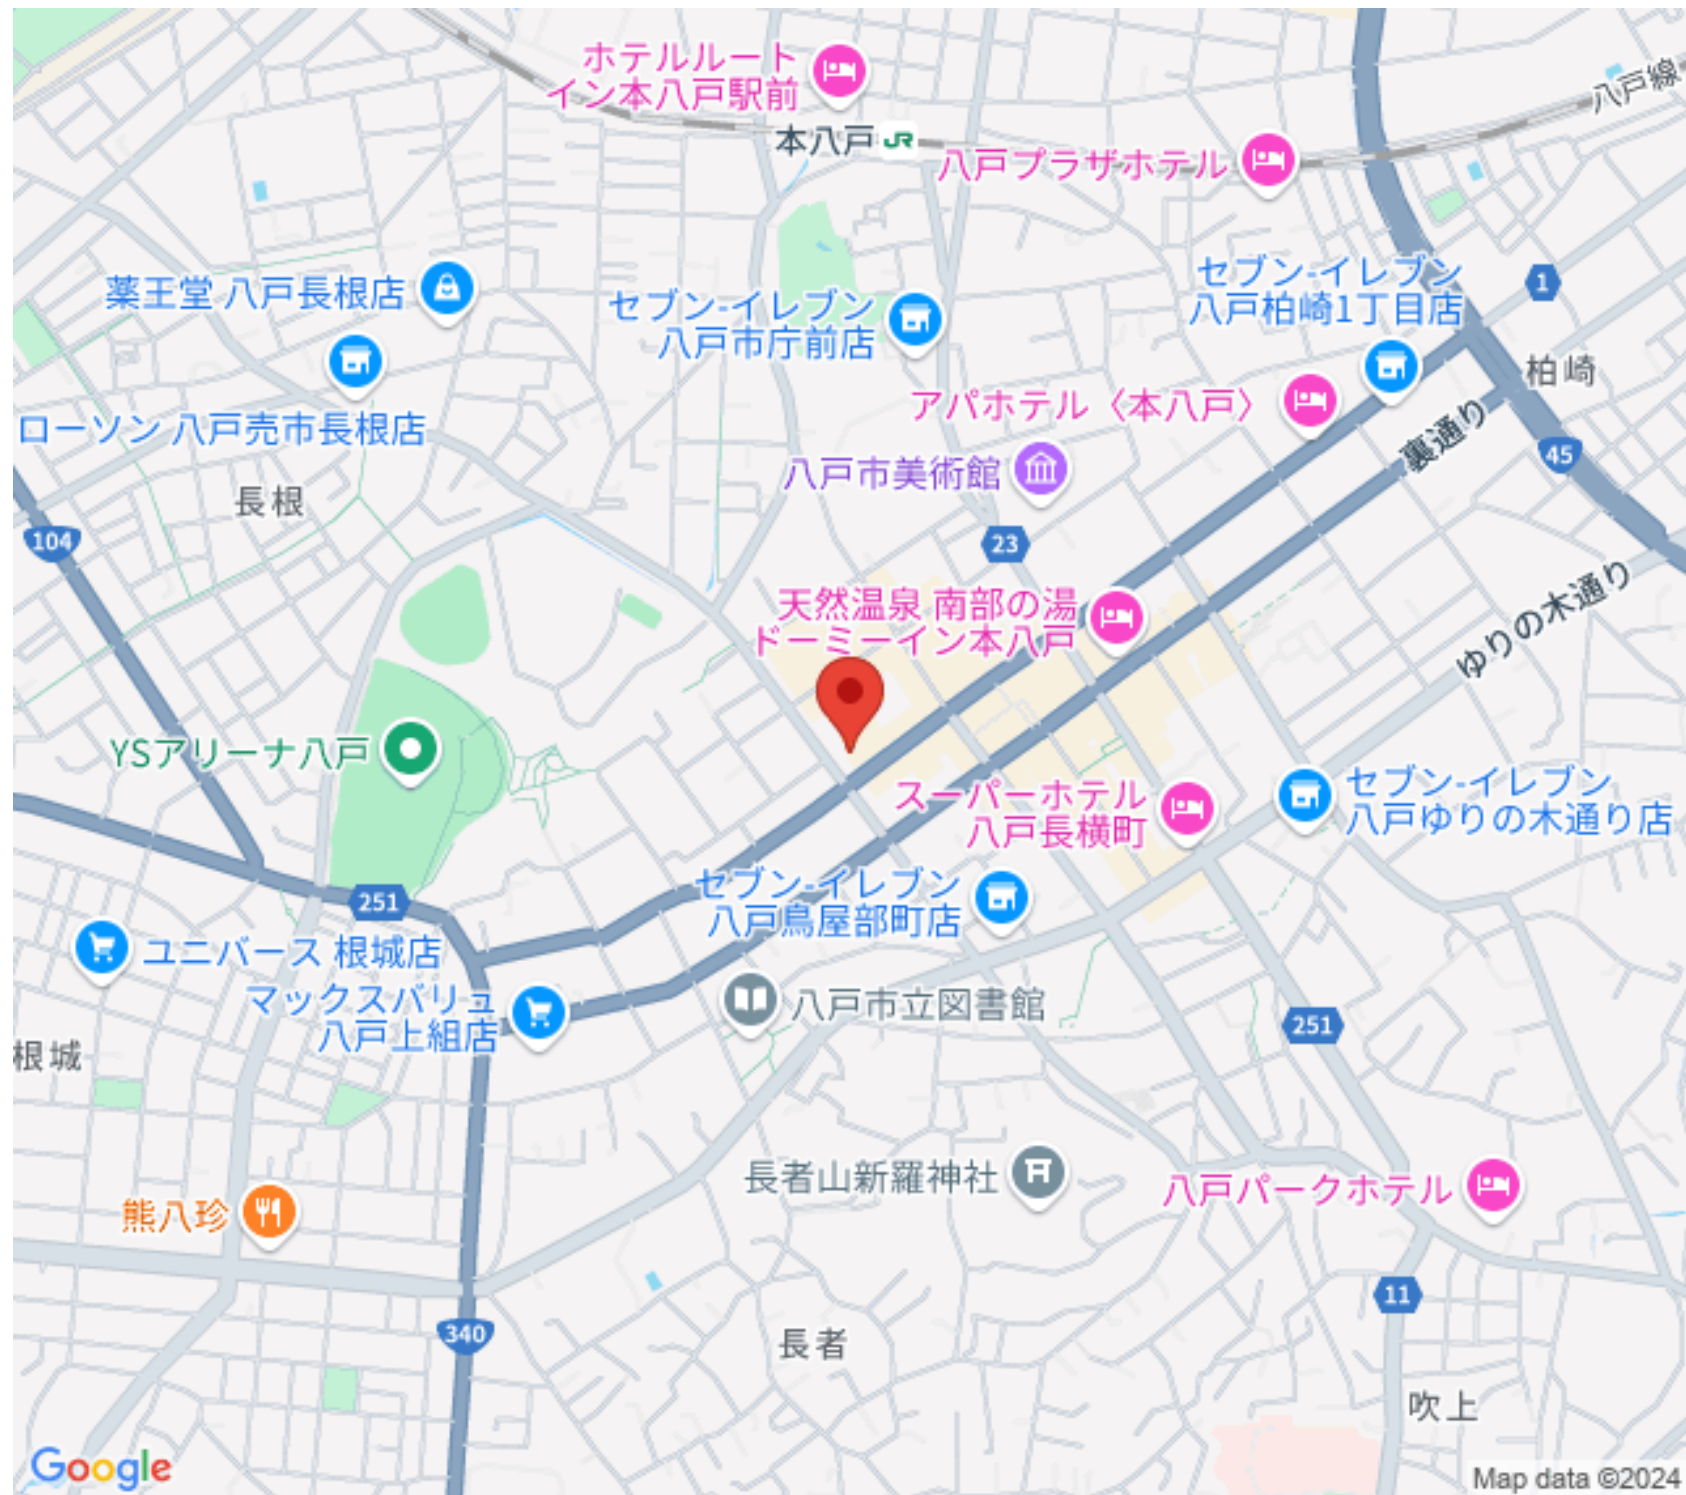 ホテルルート
イン本八戸駅前
八戸線
本八戸 JR
八戸プラザホテル
セブン-イレブン
八戸柏崎1丁目店
1
薬王堂 八戸長根店
セブン-イレブン
八戸市庁前店
柏崎
アパホテル〈本八戸〉
ローソン 八戸売市長根店
裏通り
45
八戸市美術館
長根
104
23
天然温泉 南部の湯
ドーミーイン本八戸
ゆりの木通り
YSアリーナ八戸
スーパーホテル
八戸長横町
セブン-イレブン
八戸ゆりの木通り店
セブン-イレブン
八戸鳥屋部町店
251
ユニバース 根城店
マックスバリュ
八戸上組店
八戸市立図書館
251
根城
長者山新羅神社
八戸パークホテル
熊八珍
11
340
長者
吹上
Google
Map data ©2024